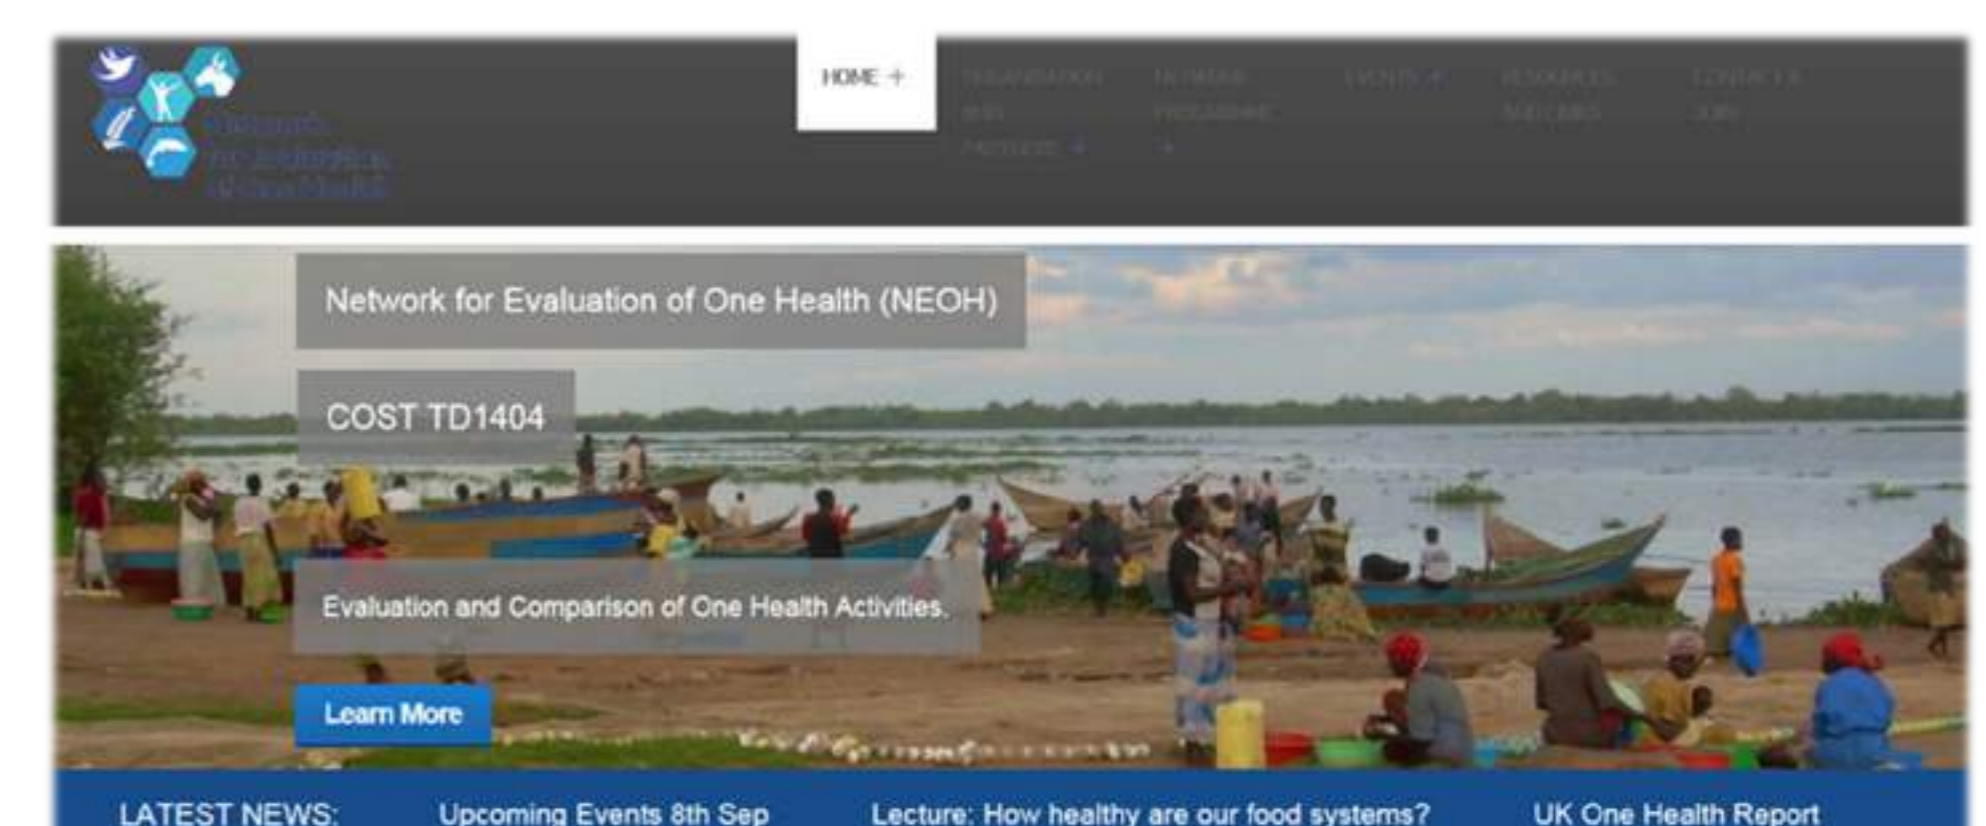 HOME +
EVENTS +
Network for Evaluation of One Health (NEOH)
COST TD1404
Evaluation and Comparison of One Health Activities.
Learn More
LATEST NEWS: Upcoming Events 8th Sep Lecture: How healthy are our food systems? UK One Health Report